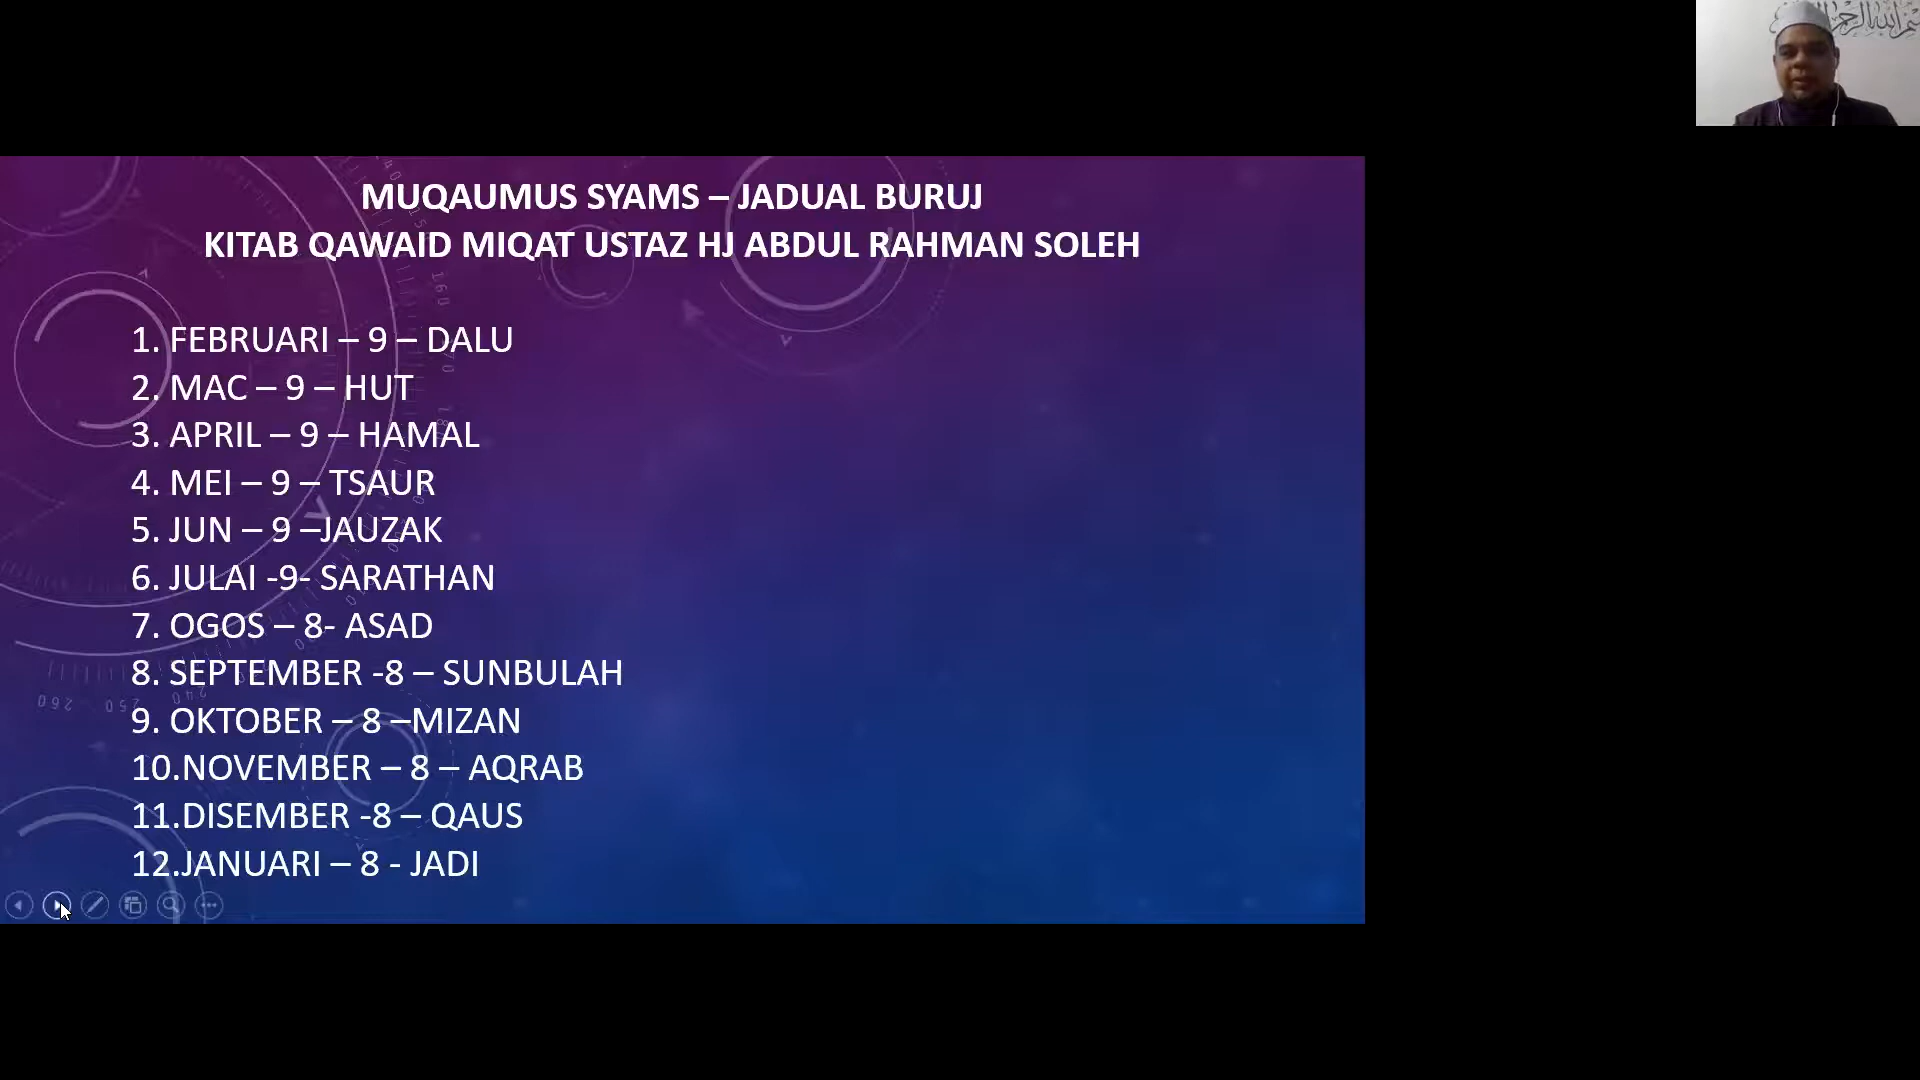 MUQAUMUS SYAMS – JADUAL BURUJ
KITAB QAWAID MIQAT USTAZ HJ ABDUL RAHMAN SOLEH
1. FEBRUARI – 9 – DALU
2. MAC – 9 – HUT
3. APRIL – 9 – HAMAL
4. MEI – 9 – TSAUR
5. JUN – 9 –JAUZAK
6. JULAI -9- SARATHAN
7. OGOS – 8- ASAD
8. SEPTEMBER -8 – SUNBULAH
9. OKTOBER – 8 –MIZAN
10.NOVEMBER – 8 – AQRAB
11.DISEMBER -8 – QAUS
12.JANUARI – 8 - JADI